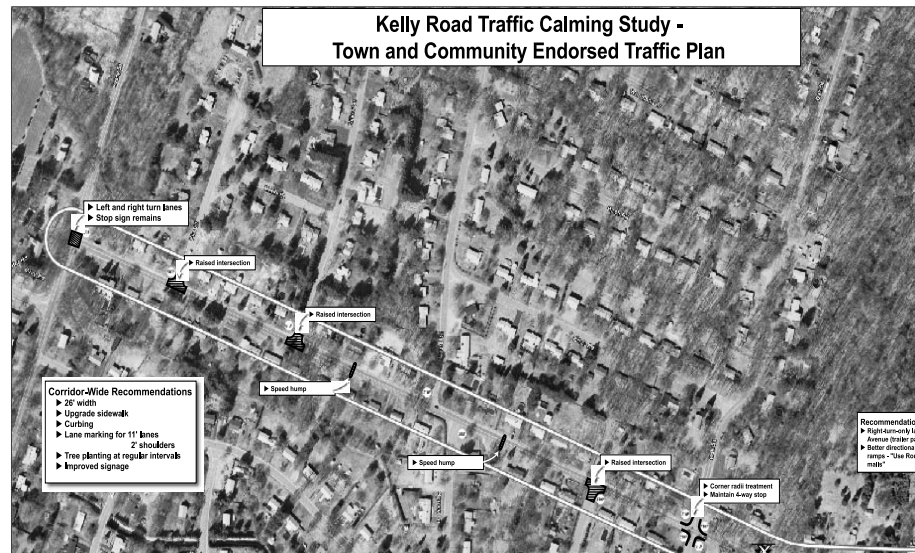 Kelly Road Traffic Calming Study -
Town and Community Endorsed Traffic Plan
▶ Left and right turn lanes
▶ Stop sign remains
▶ Raised intersection
▶ Raised intersection
▶ Speed hump
Corridor-Wide Recommendations
▶ 26' width
▶ Upgrade sidewalk
▶ Curbing
▶ Lane marking for 11' lanes
2' shoulders
▶ Tree planting at regular intervals
▶ Improved signage
▶ Speed hump
▶ Raised intersection
▶ Corner radii treatment
▶ Maintain 4-way stop
Recommendatio
▶ Right-turn-only l
Avenue (trailer p
▶ Better directiona
ramps - "Use Ro
malls"